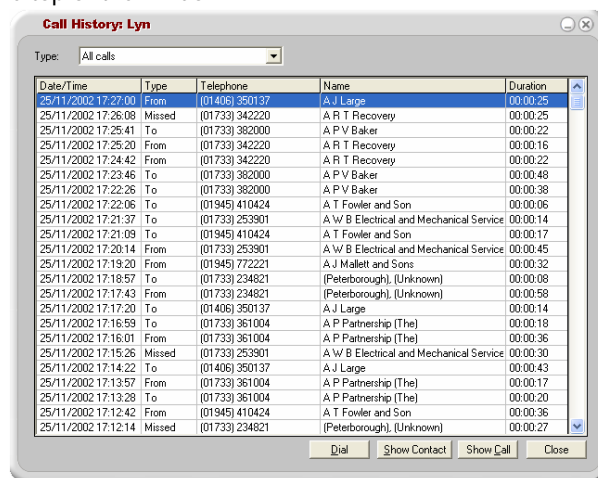 Call History: Lyn
Type: All calls
Date/Time Type Telephone Name Duration
25/11/2002 17:27:00 From (01406) 350137 A J Large 00:00:25
25/11/2002 17:26:08 Missed (01733) 342220 A R T Recovery 00:00:25
25/11/2002 17:25:41 To (01733) 382000 A P V Baker 00:00:22
25/11/2002 17:25:20 From (01733) 342220 A R T Recovery 00:00:16
25/11/2002 17:24:42 From (01733) 342220 A R T Recovery 00:00:22
25/11/2002 17:23:46 To (01733) 382000 A P V Baker 00:00:48
25/11/2002 17:22:26 To (01733) 382000 A P V Baker 00:00:38
25/11/2002 17:22:06 To (01945) 410424 A T Fowler and Son 00:00:06
25/11/2002 17:21:37 To (01733) 253901 A W B Electrical and Mechanical Service 00:00:14
25/11/2002 17:21:09 To (01945) 410424 A T Fowler and Son 00:00:17
25/11/2002 17:20:14 From (01733) 253901 A W B Electrical and Mechanical Service 00:00:45
25/11/2002 17:19:20 From (01945) 772221 A J Mallett and Sons 00:00:32
25/11/2002 17:18:57 To (01733) 234821 (Peterborough), (Unknown) 00:00:08
25/11/2002 17:17:43 From (01733) 234821 (Peterborough), (Unknown) 00:00:58
25/11/2002 17:17:20 To (01406) 350137 A J Large 00:00:14
25/11/2002 17:16:59 To (01733) 361004 A P Partnership (The) 00:00:18
25/11/2002 17:16:01 From (01733) 361004 A P Partnership (The) 00:00:36
25/11/2002 17:15:26 Missed (01733) 253901 A W B Electrical and Mechanical Service 00:00:30
25/11/2002 17:14:22 To (01406) 350137 A J Large 00:00:43
25/11/2002 17:13:57 From (01733) 361004 A P Partnership (The) 00:00:17
25/11/2002 17:13:28 To (01733) 361004 A P Partnership (The) 00:00:20
25/11/2002 17:12:42 From (01945) 410424 A T Fowler and Son 00:00:36
25/11/2002 17:12:14 Missed (01733) 234821 (Peterborough), (Unknown) 00:00:27
Dial Show Contact Show Call Close